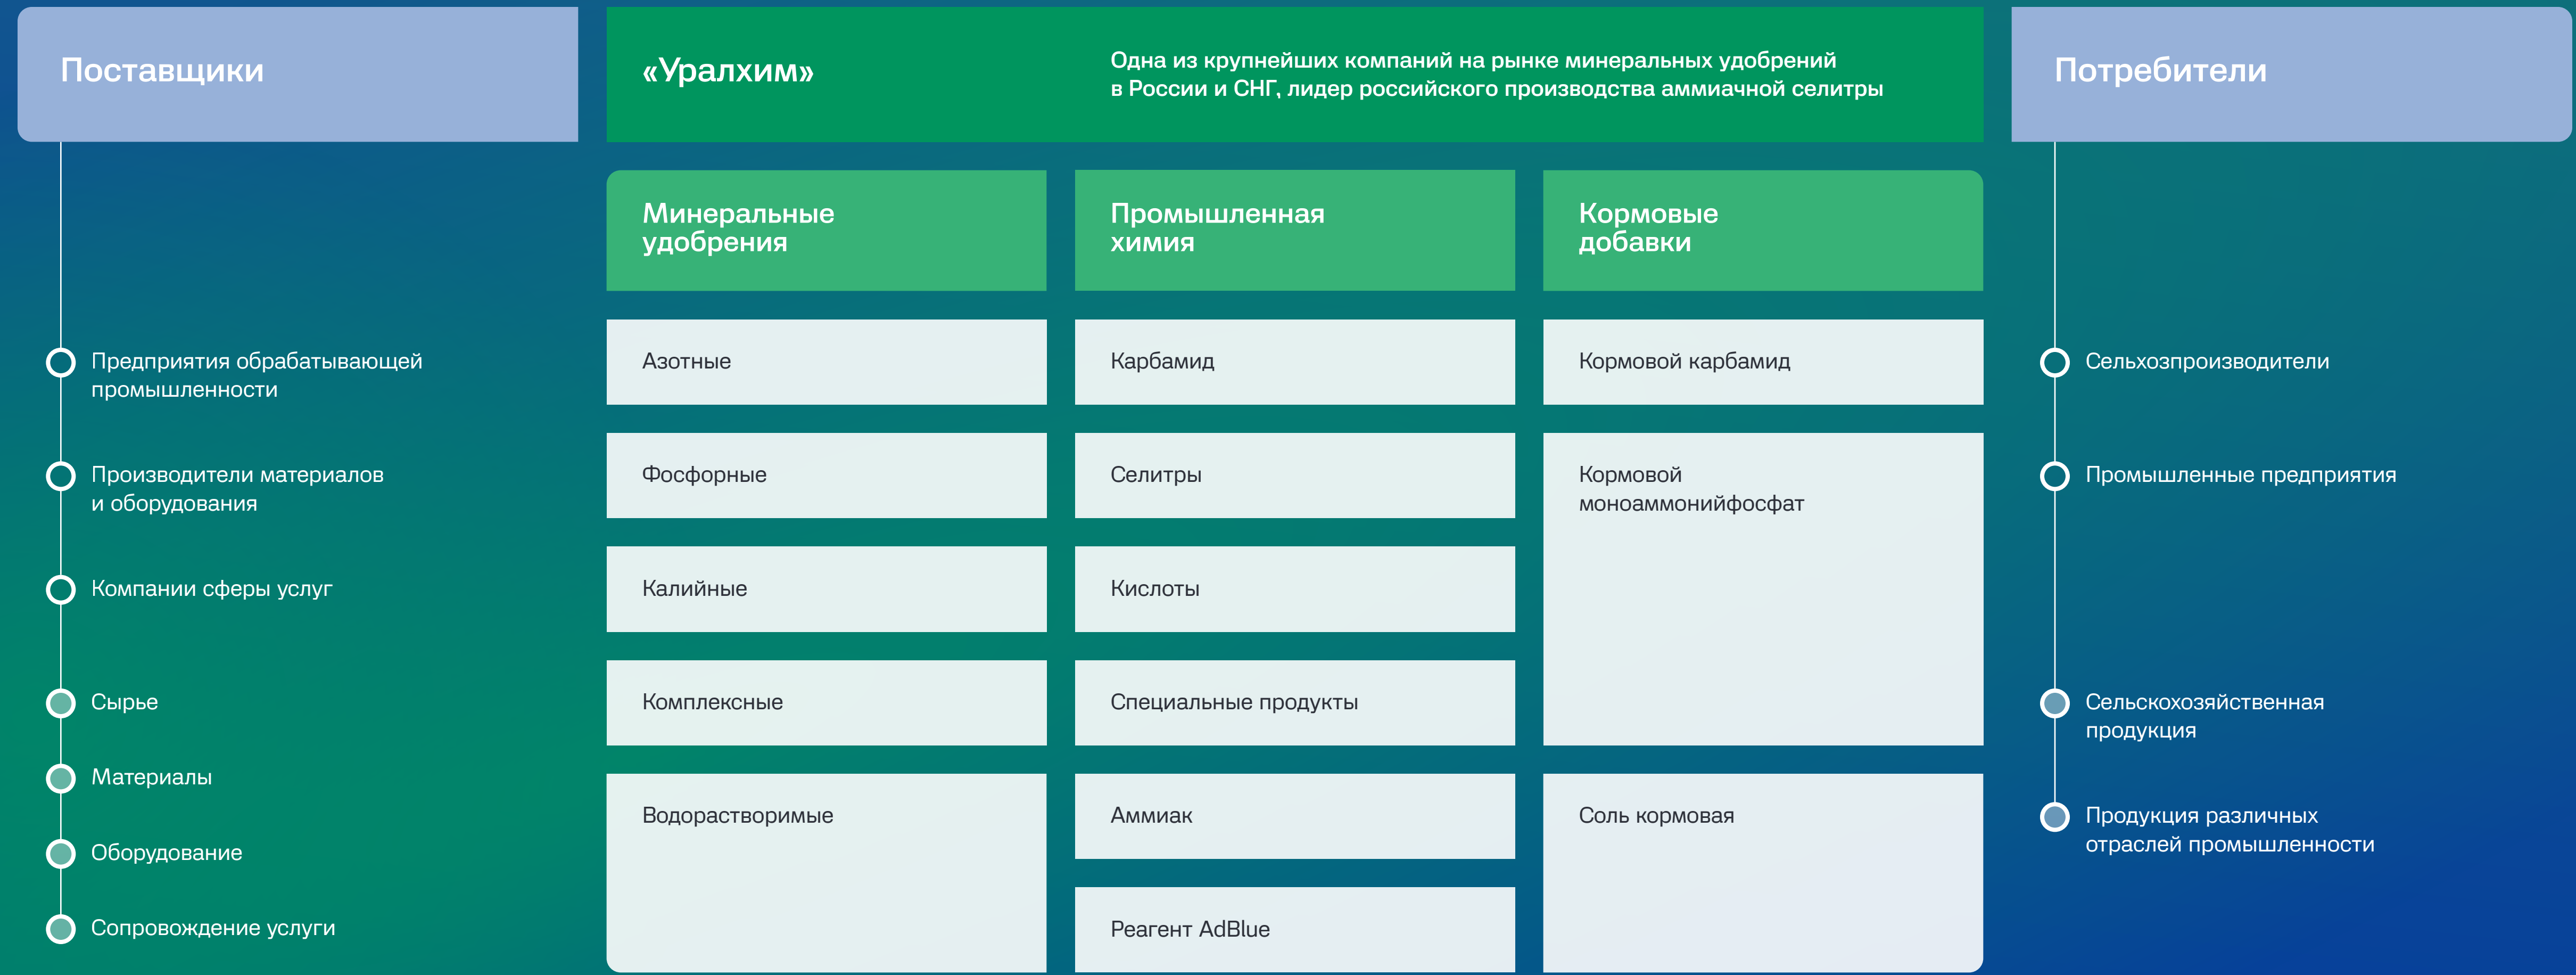 Поставщики
Предприятия обрабатывающей
промышленности
Производители материалов
и оборудования
Компании сферы услуг
Сырье
Материалы
Оборудование
Сопровождение услуги
«Уралхим»
Одна из крупнейших компаний на рынке минеральных удобрений
в России и СНГ, лидер российского производства аммиачной селитры
Минеральные
удобрения
Азотные
Фосфорные
Калийные
Комплексные
Водорастворимые
Промышленная
химия
Карбамид
Селитры
Кислоты
Специальные продукты
Аммиак
Реагент AdBlue
Кормовые
добавки
Кормовой карбамид
Кормовой
моноаммонийфосфат
Соль кормовая
Потребители
Сельхозпроизводители
Промышленные предприятия
Сельскохозяйственная
продукция
Продукция различных
отраслей промышленности